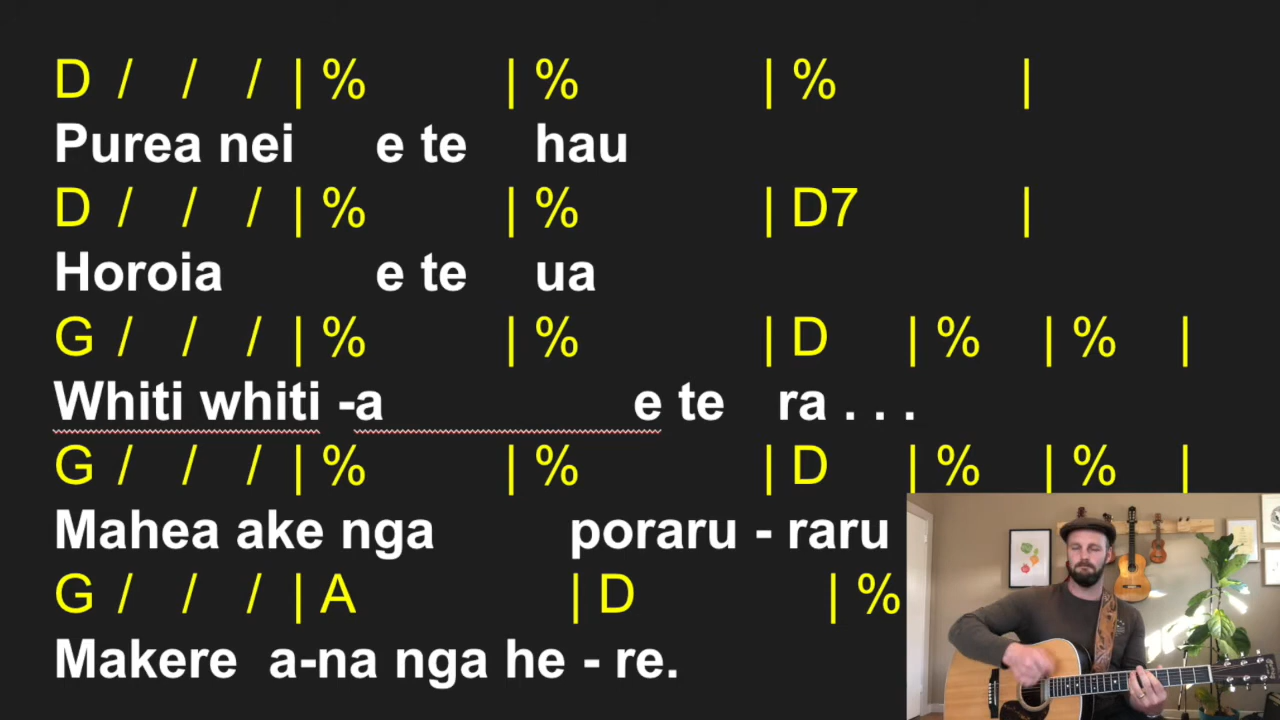 D / / / | % | % | % |
Purea nei e te hau
D / / / | % | % | D7 |
Horoia e te ua
G / / / | % | % | D | % | % |
Whiti whiti -a e te ra . . .
G / / / | % | % | D | % | % |
Mahea ake nga poraru - raru
G / / / | A | D | %
Makere a-na nga he - re.